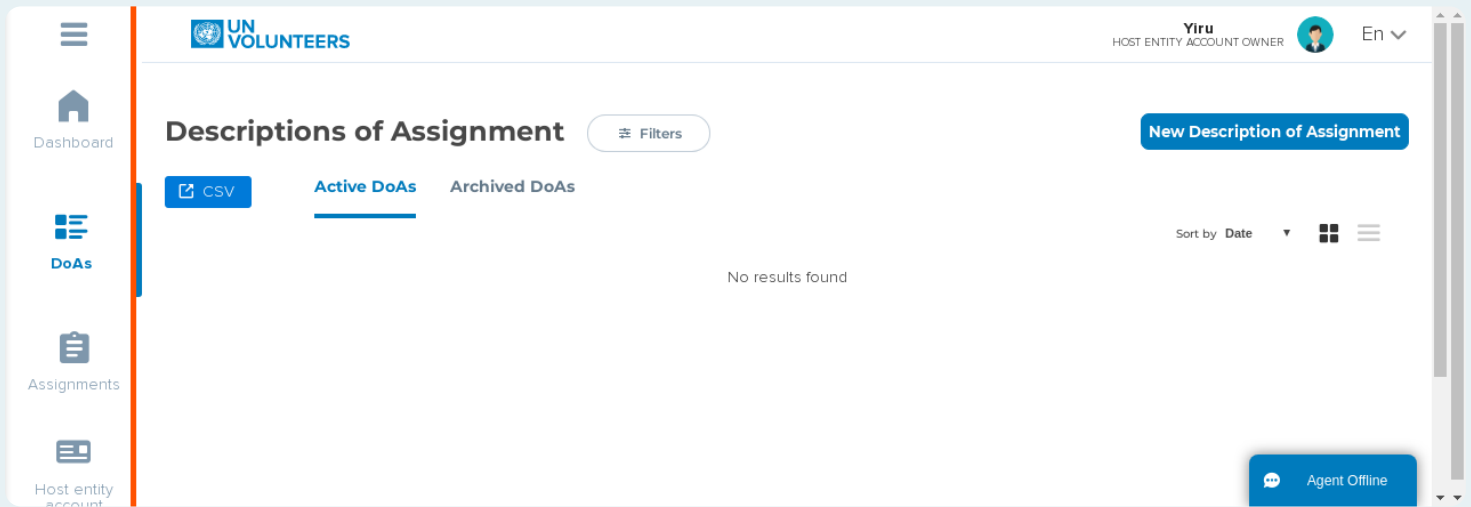 UN
VOLUNTEERS
Yiru
HOST ENTITY ACCOUNT OWNER
En
Dashboard
DoAs
Assignments
Host entity
account
Descriptions of Assignment
Filters
New Description of Assignment
CSV
Active DoAs
Archived DoAs
Sort by Date
No results found
Agent Offline